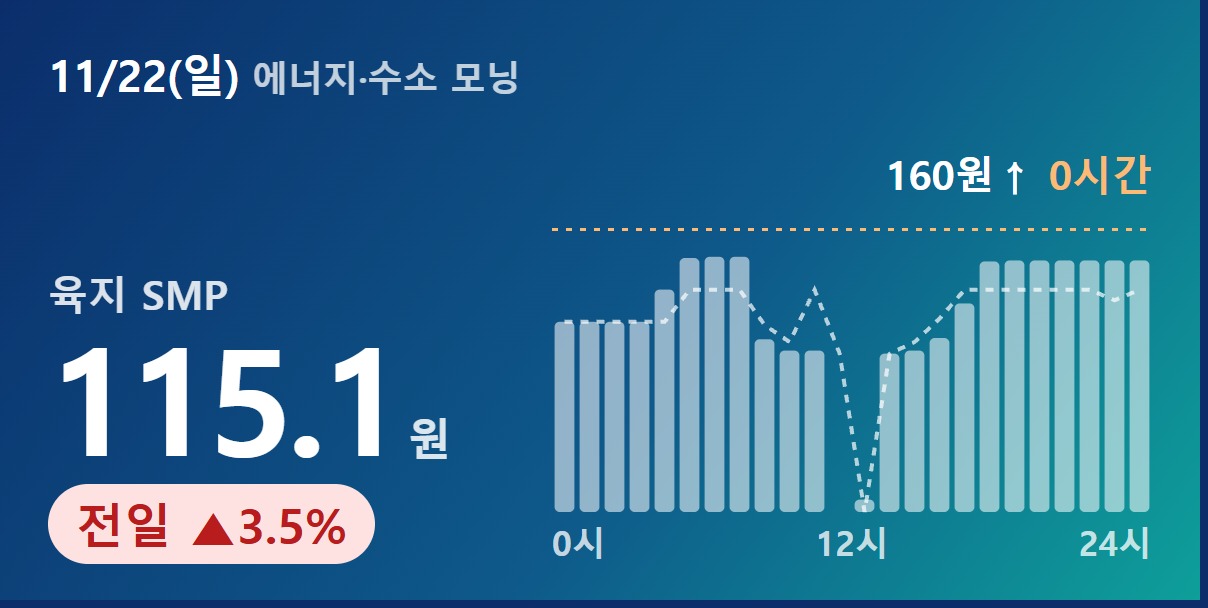 11/22(일) 에너지·수소 모닝
160원↑ 0시간
육지 SMP
115.1원
전일 ▲3.5%
0시 12시 24시